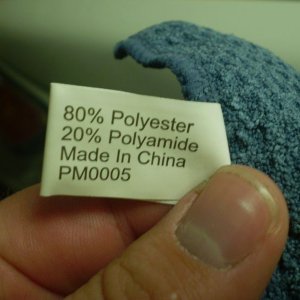 80% Polyester
20% Polyamide
Made In China
PM0005